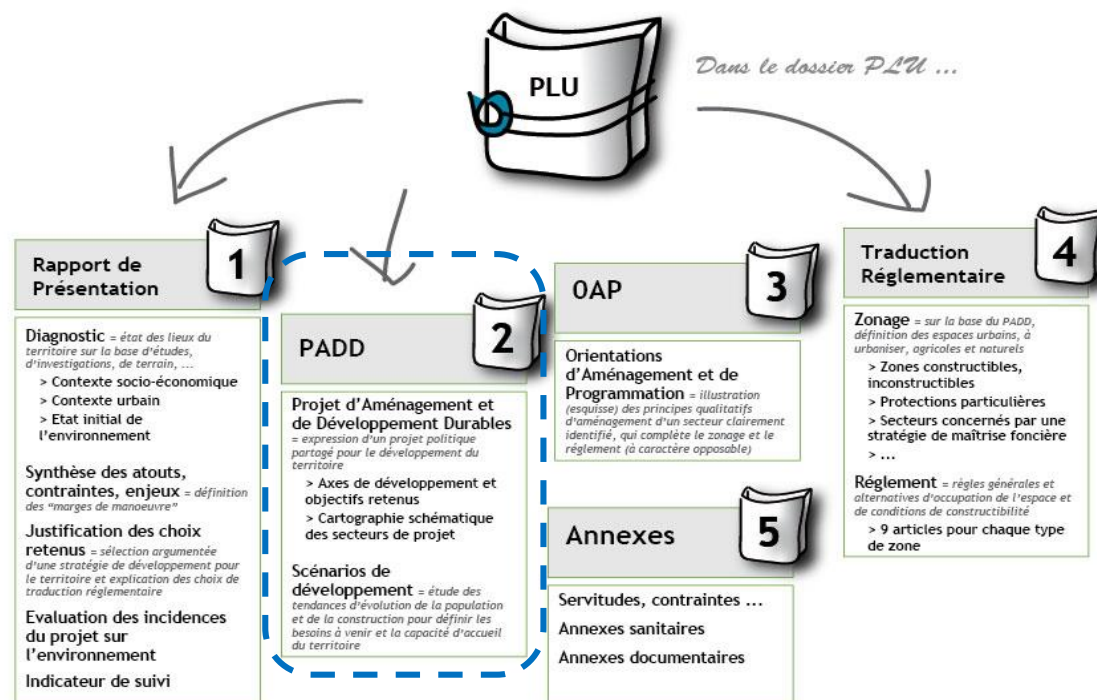 PLU
Dans le dossier PLU ...
1
Rapport de
Présentation
Diagnostic = état des lieux du
territoire sur la base d'études,
d'investigations, de terrain, ...
> Contexte socio-économique
> Contexte urbain
> Etat initial de
l'environnement
Synthèse des atouts,
contraintes, enjeux = définition
des "marges de manoeuvre"
Justification des choix
retenus = sélection argumentée
d'une stratégie de développement pour
le territoire et explication des choix de
traduction réglementaire
Evaluation des incidences
du projet sur
l'environnement
Indicateur de suivi
2
PADD
Projet d'Aménagement et
de Développement Durables
= expression d'un projet politique
partagé pour le développement du
territoire
> Axes de développement et
objectifs retenus
> Cartographie schématique
des secteurs de projet
Scénarios de
développement = étude des
tendances d'évolution de la population
et de la construction pour définir les
besoins à venir et la capacité d'accueil
du territoire
3
OAP
Orientations
d'Aménagement et de
Programmation = illustration
(esquisse) des principes qualitatifs
d'aménagement d'un secteur clairement
identifié, qui complète le zonage et le
réglement (à caractère opposable)
5
Annexes
Servitudes, contraintes ...
Annexes sanitaires
Annexes documentaires
4
Traduction
Réglementaire
Zonage = sur la base du PADD,
définition des espaces urbains, à
urbaniser, agricoles et naturels
> Zones constructibles,
inconstructibles
> Protections particulières
> Secteurs concernés par une
stratégie de maîtrise foncière
> ...
Réglement = règles générales et
alternatives d'occupation de l'espace et
de conditions de constructibilité
> 9 articles pour chaque type
de zone